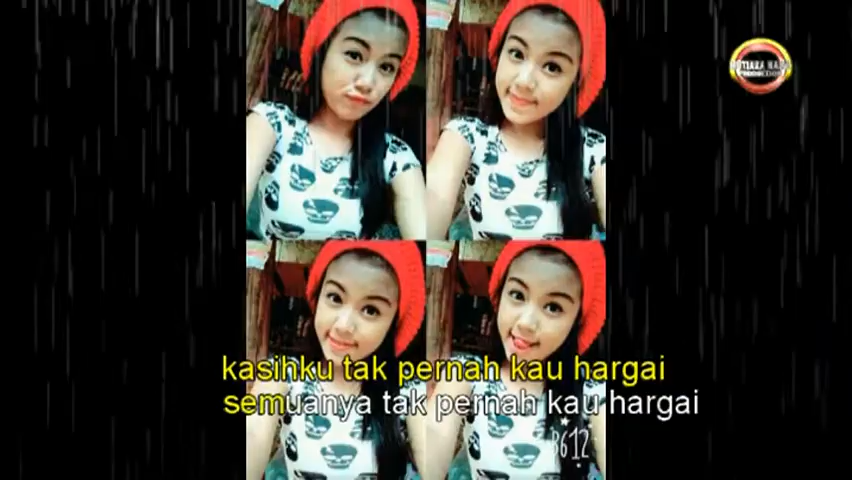 kasihku tak pernah kau hargai
semuanya tak pernah kau hargai
B612